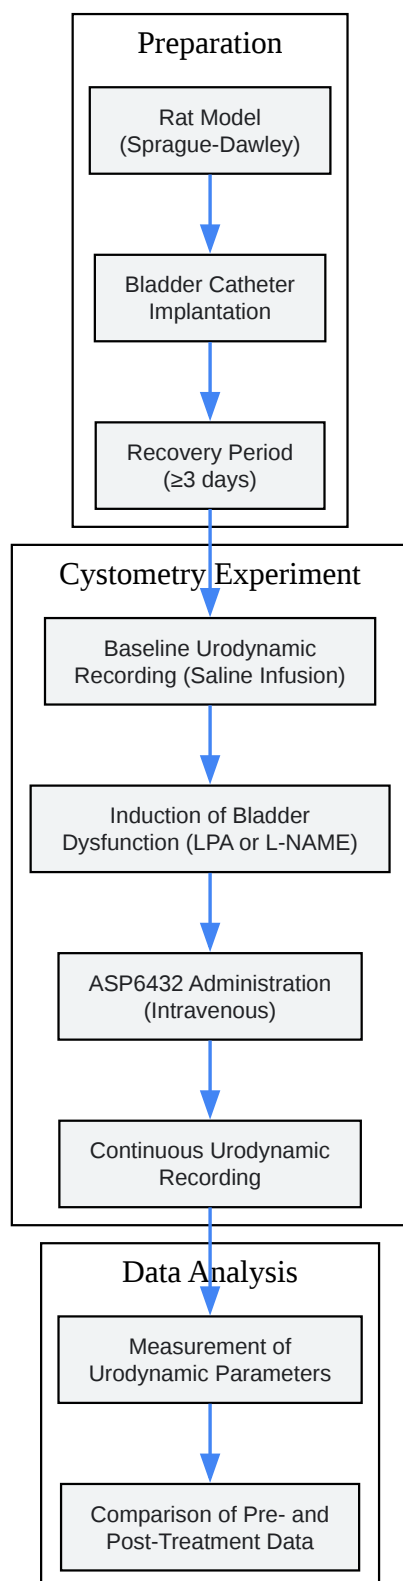 Preparation
Rat Model
(Sprague-Dawley)
Bladder Catheter
Implantation
Recovery Period
(≥3 days)
Cystometry Experiment
Baseline Urodynamic
Recording (Saline Infusion)
Induction of Bladder
Dysfunction (LPA or L-NAME)
ASP6432 Administration
(Intravenous)
Continuous Urodynamic
Recording
Data Analysis
Measurement of
Urodynamic Parameters
Comparison of Pre- and
Post-Treatment Data